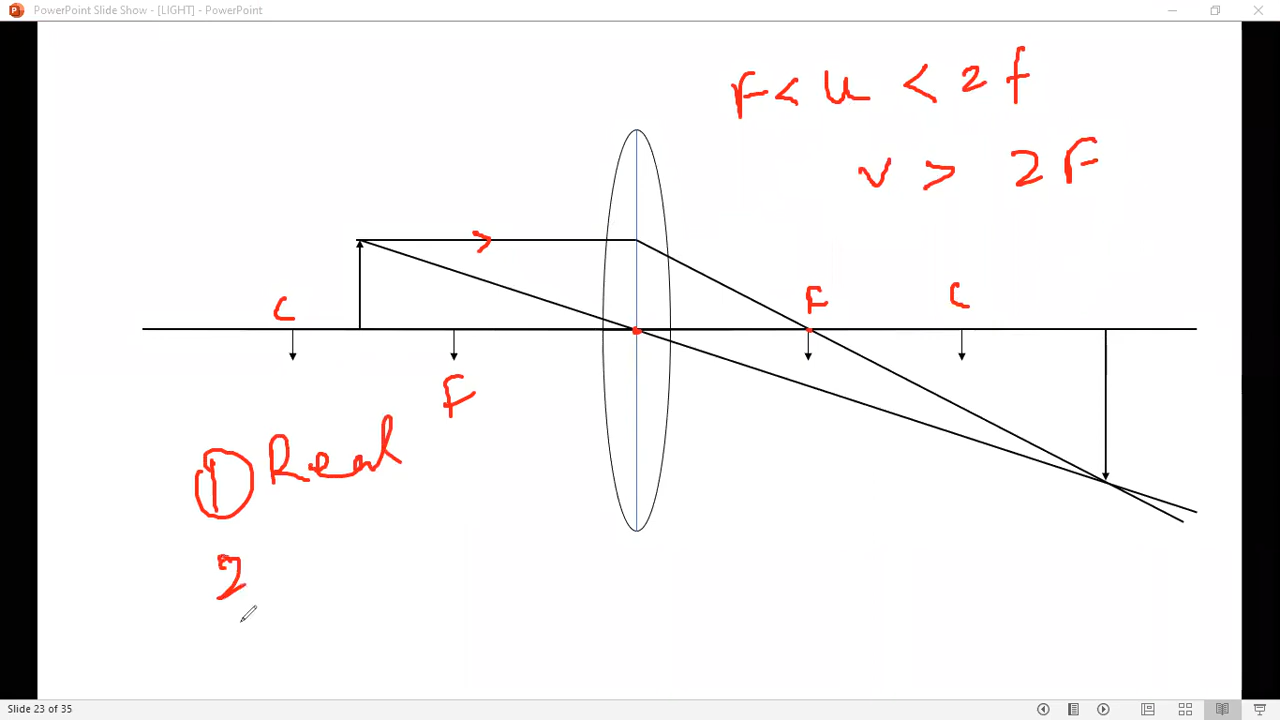 PowerPoint Slide Show - [LIGHT] - PowerPoint
F < u < 2f
v > 2F
C
F
C
F
① Real
2
Slide 23 of 35